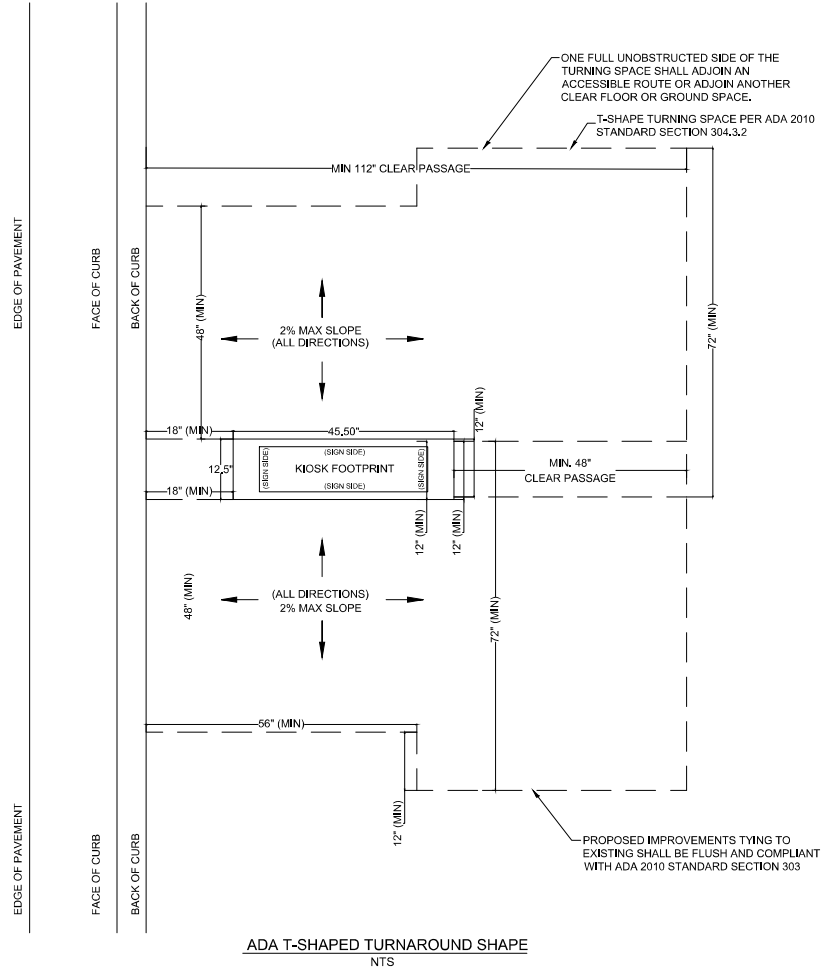 ONE FULL UNOBSTRUCTED SIDE OF THE
TURNING SPACE SHALL ADJOIN AN
ACCESSIBLE ROUTE OR ADJOIN ANOTHER
CLEAR FLOOR OR GROUND SPACE.
T-SHAPE TURNING SPACE PER ADA 2010
STANDARD SECTION 304.3.2
MIN 112" CLEAR PASSAGE
EDGE OF PAVEMENT
FACE OF CURB
BACK OF CURB
48" (MIN)
2% MAX SLOPE
(ALL DIRECTIONS)
72" (MIN)
18" (MIN)
45.50"
12" (MIN)
12.5"
(SIGN SIDE)
(SIGN SIDE)
KIOSK FOOTPRINT
(SIGN SIDE)
(SIGN SIDE)
MIN. 48"
CLEAR PASSAGE
18" (MIN)
12" (MIN)
12" (MIN)
48" (MIN)
(ALL DIRECTIONS)
2% MAX SLOPE
72" (MIN)
56" (MIN)
12" (MIN)
EDGE OF PAVEMENT
FACE OF CURB
BACK OF CURB
PROPOSED IMPROVEMENTS TYING TO
EXISTING SHALL BE FLUSH AND COMPLIANT
WITH ADA 2010 STANDARD SECTION 303
ADA T-SHAPED TURNAROUND SHAPE
NTS